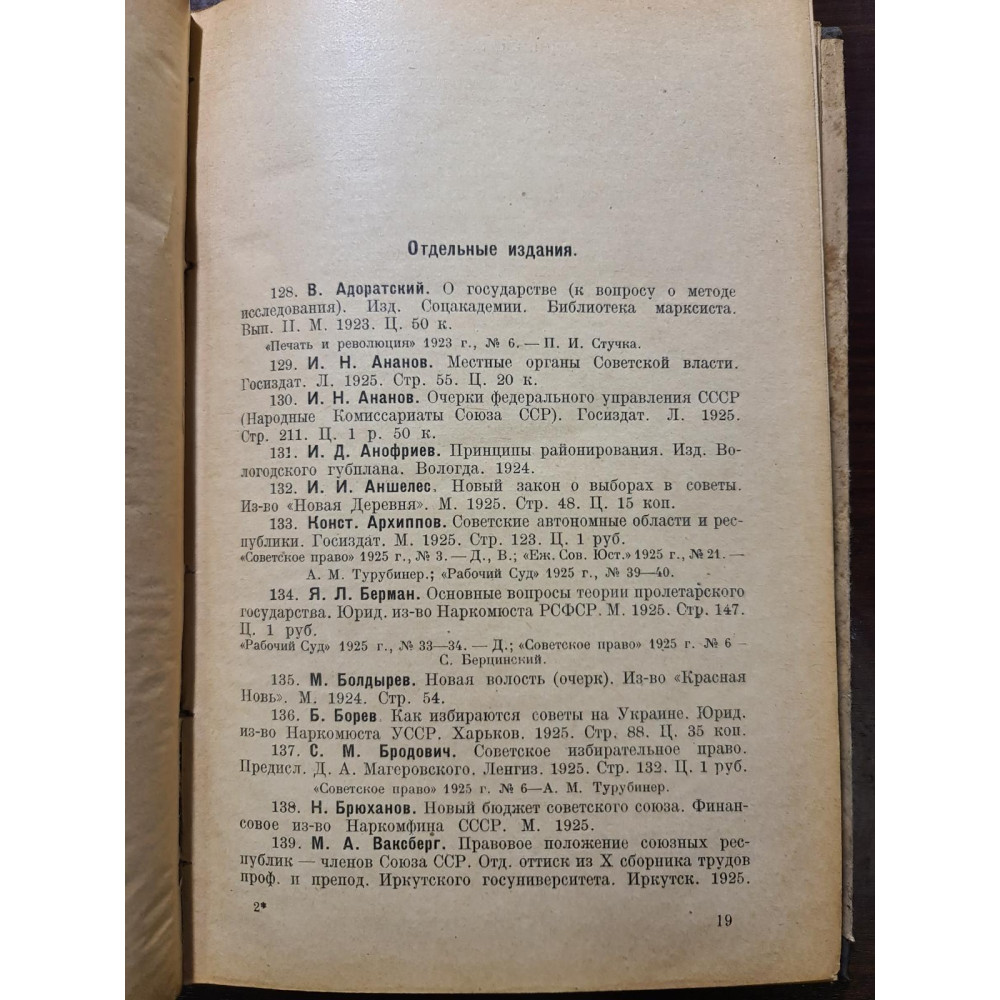 Отдельные издания.
128. В. Адоратский. О государстве (к вопросу о методе
исследования). Изд. Соцакадемии. Библиотека марксиста.
Вып. II. М. 1923. Ц. 50 к.
«Печать и революция» 1923 г., № 6. — П. И. Стучка.
129. И. Н. Ананов. Местные органы Советской власти.
Госиздат. Л. 1925. Стр. 55. Ц. 20 к.
130. И. Н. Ананов. Очерки федерального управления СССР
(Народные Комиссариаты Союза ССР). Госиздат. Л. 1925.
Стр. 211. Ц. 1 р. 50 к.
131. И. Д. Анофриев. Принципы районирования. Изд. Во-
логодского губплана. Вологда. 1924.
132. И. И. Аншелес. Новый закон о выборах в советы.
Из-во «Новая Деревня». М. 1925. Стр. 48. Ц. 15 коп.
133. Конст. Архиппов. Советские автономные области и рес-
публики. Госиздат. М. 1925. Стр. 123. Ц. 1 руб.
«Советское право» 1925 г., № 3. — Д., В.; «Еж. Сов. Юст.» 1925 г., № 21. —
А. М. Турубинер.; «Рабочий Суд» 1925 г., № 39—40.
134. Я. Л. Берман. Основные вопросы теории пролетарского
государства. Юрид. из-во Наркомюста РСФСР. М. 1925. Стр. 147.
Ц. 1 руб.
«Рабочий Суд» 1925 г., № 33—34. — Д.; «Советское право» 1925 г. № 6 —
С. Берцинский.
135. М. Болдырев. Новая волость (очерк). Из-во «Красная
Новь». М. 1924. Стр. 54.
136. Б. Борев. Как избираются советы на Украине. Юрид.
из-во Наркомюста УССР. Харьков. 1925. Стр. 88. Ц. 35 коп.
137. С. М. Бродович. Советское избирательное право.
Предисл. Д. А. Магеровского. Ленгиз. 1925. Стр. 132. Ц. 1 руб.
«Советское право» 1925 г. № 6—А. М. Турубинер.
138. Н. Брюханов. Новый бюджет советского союза. Финан-
совое из-во Наркомфина СССР. М. 1925.
139. М. А. Ваксберг. Правовое положение союзных рес-
публик — членов Союза ССР. Отд. оттиск из X сборника трудов
проф. и препод. Иркутского госуниверситета. Иркутск. 1925.
2*
19